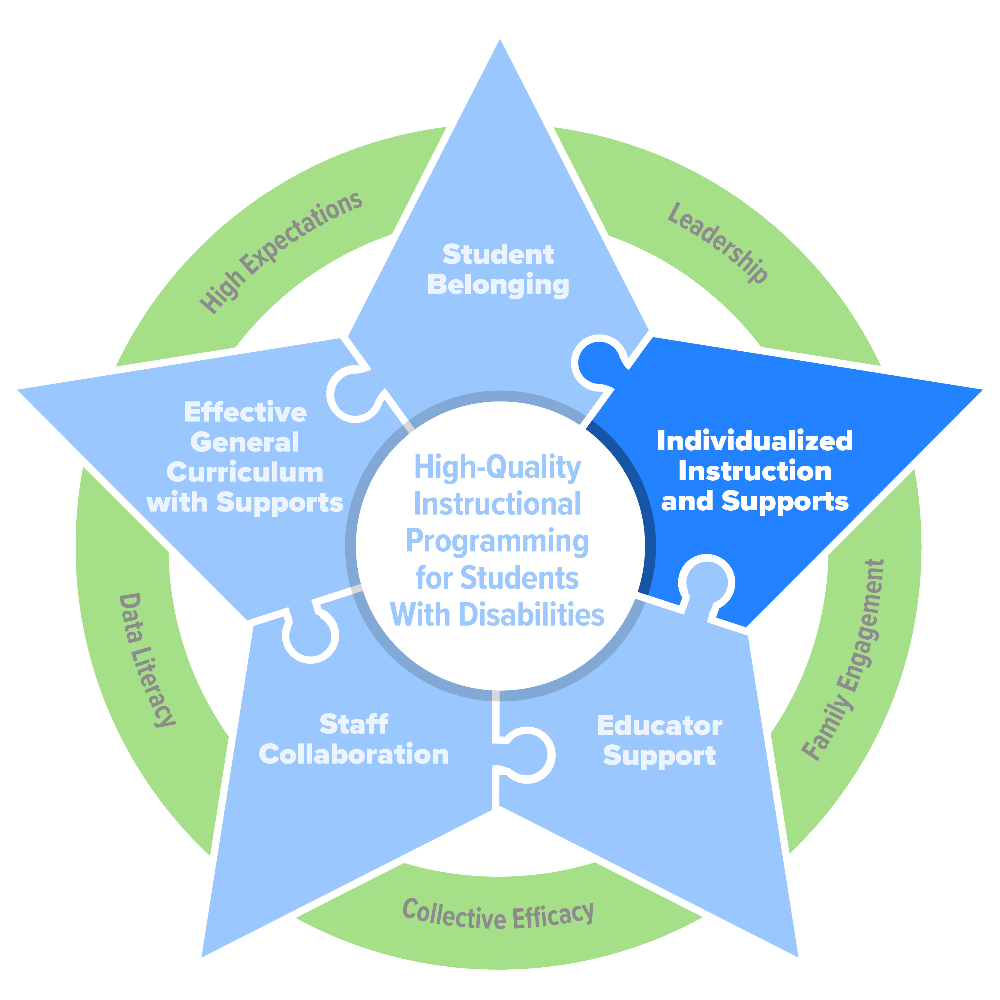 High Expectations
Leadership
Student
Belonging
Effective
General
Curriculum
with Supports
Individualized
Instruction
and Supports
High-Quality
Instructional
Programming
for Students
With Disabilities
Data Literacy
Family Engagement
Staff
Collaboration
Educator
Support
Collective Efficacy